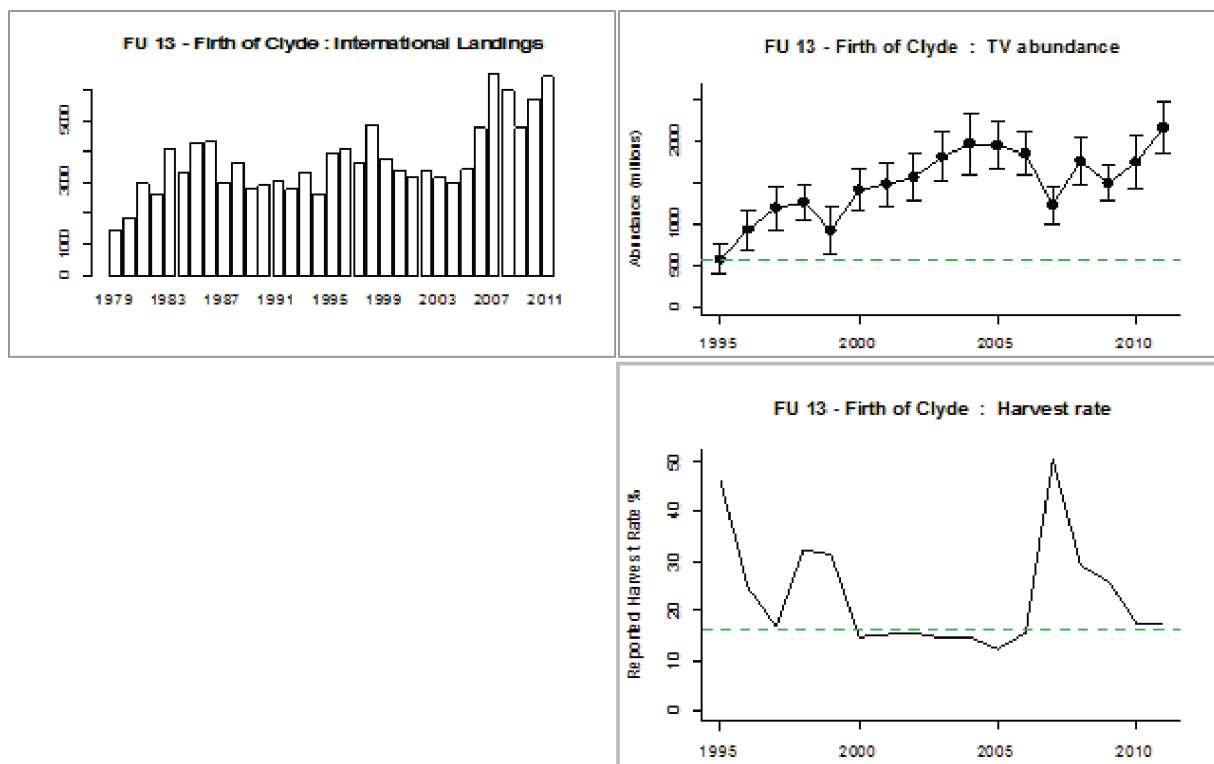 FU 13 - Firth of Clyde : International Landings
5000
3000
1000
0
1979 1983 1987 1991 1995 1999 2003 2007 2011
FU 13 - Firth of Clyde : TV abundance
Abundance (millions)
2000
1000
500
0
1995 2000 2005 2010
FU 13 - Firth of Clyde : Harvest rate
Reported Harvest Rate %
50
40
30
20
10
0
1995 2000 2005 2010